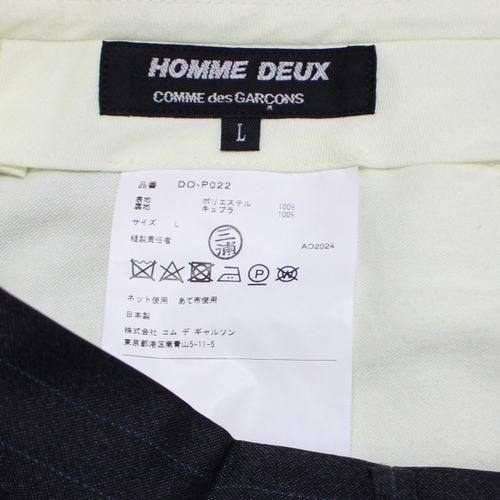 HOMME DEUX
COMME des GARÇONS
L
品番 DO-P022
表地 ポリエステル 100%
裏地 キュプラ 100%
サイズ L
縫製責任者 三浦 AD2024
P W
ネット使用 あて布使用
日本製
株式会社 コム デ ギャルソン
東京都港区南青山5-11-5